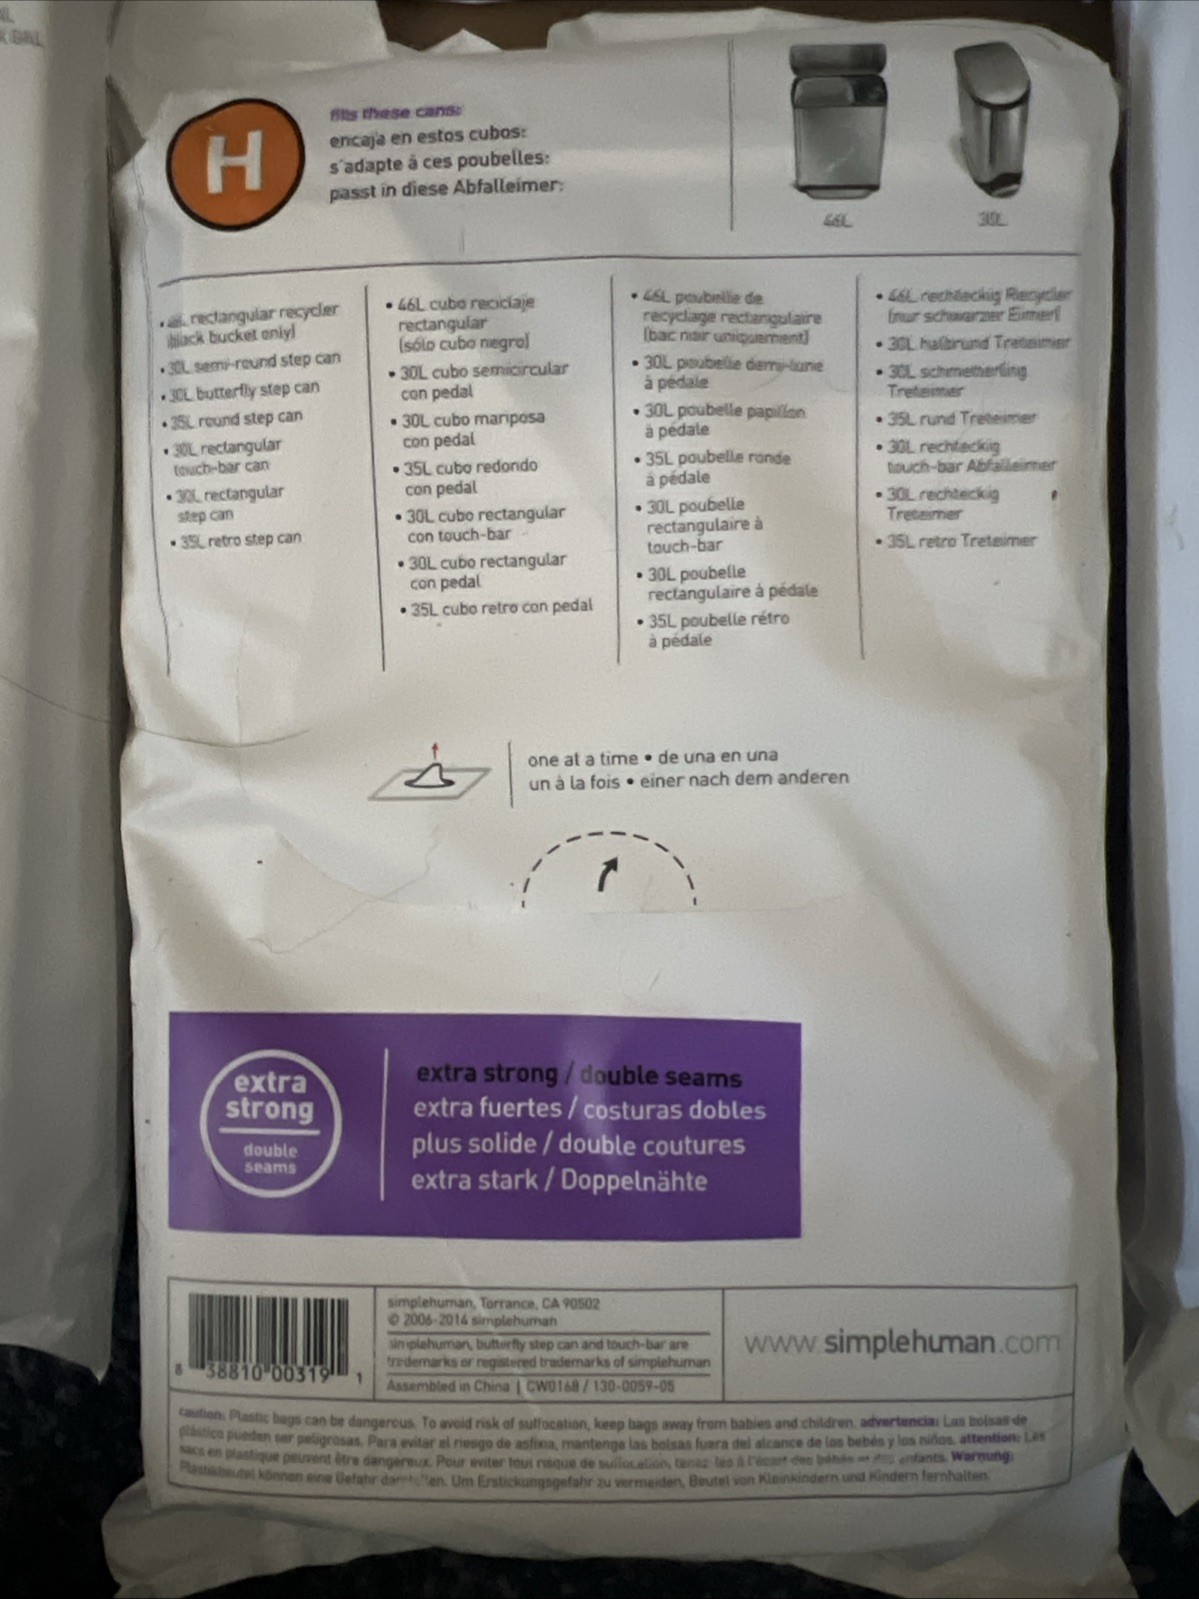 H
fits these cans:
encaja en estos cubos:
s'adapte à ces poubelles:
passt in diese Abfalleimer:
46L
30L
• 46L rectangular recycler
(black bucket only)
• 30L semi-round step can
• 30L butterfly step can
• 35L round step can
• 30L rectangular
touch-bar can
• 30L rectangular
step can
• 35L retro step can
• 46L cubo reciclaje
rectangular
(sólo cubo negro)
• 30L cubo semicircular
con pedal
• 30L cubo mariposa
con pedal
• 35L cubo redondo
con pedal
• 30L cubo rectangular
con touch-bar
• 30L cubo rectangular
con pedal
• 35L cubo retro con pedal
• 46L poubelle de
recyclage rectangulaire
(bac noir uniquement)
• 30L poubelle demi-lune
à pédale
• 30L poubelle papillon
à pédale
• 35L poubelle ronde
à pédale
• 30L poubelle
rectangulaire à
touch-bar
• 30L poubelle
rectangulaire à pédale
• 35L poubelle rétro
à pédale
• 46L rechteckig Recycler
(nur schwarzer Eimer)
• 30L halbrund Treteimer
• 30L schmetterling
Treteimer
• 35L rund Treteimer
• 30L rechteckig
touch-bar Abfalleimer
• 30L rechteckig
Treteimer
• 35L retro Treteimer
one at a time • de una en una
un à la fois • einer nach dem anderen
extra
strong
double
seams
extra strong / double seams
extra fuertes / costuras dobles
plus solide / double coutures
extra stark / Doppelnähte
8 38810 00319 1
simplehuman, Torrance, CA 90502
© 2006-2016 simplehuman
simplehuman, butterfly step can and touch-bar are
trademarks or registered trademarks of simplehuman
Assembled in China | CW0168 / 130-0059-05
www.simplehuman.com
caution: Plastic bags can be dangerous. To avoid risk of suffocation, keep bags away from babies and children. advertencia: Las bolsas de
plástico pueden ser peligrosas. Para evitar el riesgo de asfixia, mantenga las bolsas fuera del alcance de los bebés y los niños. attention: Les
sacs en plastique peuvent être dangereux. Pour eviter tout risque de suffocation, tenez-les à l'écart des bébés et des enfants. Warnung:
Plastikbeutel können eine Gefahr darstellen. Um Erstickungsgefahr zu vermeiden, Beutel von Kleinkindern und Kindern fernhalten.